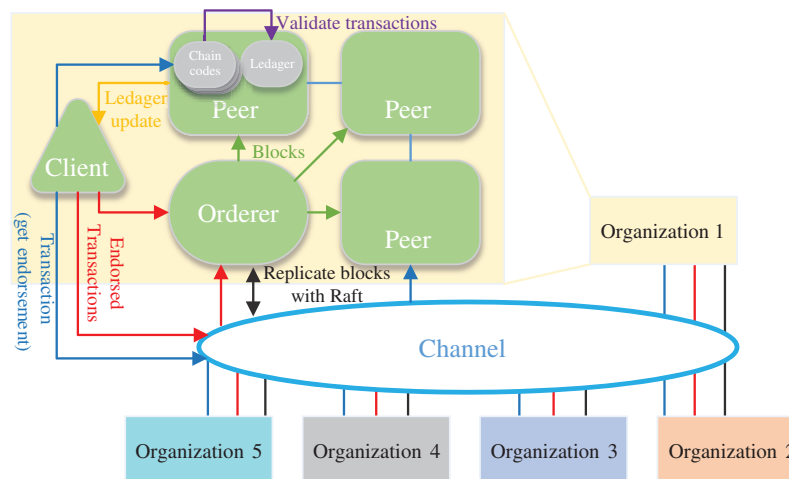 Validate transactions
Chain
codes
Ledager
Peer
Peer
Ledager
update
Blocks
Client
Orderer
Peer
Organization 1
Transaction
(get endorsement)
Endorsed
Transactions
Replicate blocks
with Raft
Channel
Organization 5
Organization 4
Organization 3
Organization 2